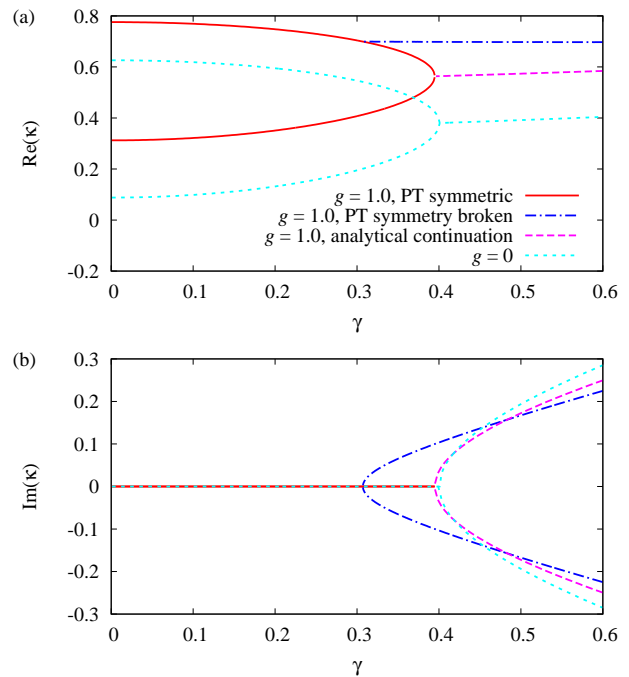 (a)
0.8
0.6
0.4
0.2
0
-0.2
Re(κ)
g = 1.0, PT symmetric
g = 1.0, PT symmetry broken
g = 1.0, analytical continuation
g = 0
0 0.1 0.2 0.3 0.4 0.5 0.6
γ
(b)
0.3
0.2
0.1
0
-0.1
-0.2
-0.3
Im(κ)
0 0.1 0.2 0.3 0.4 0.5 0.6
γ